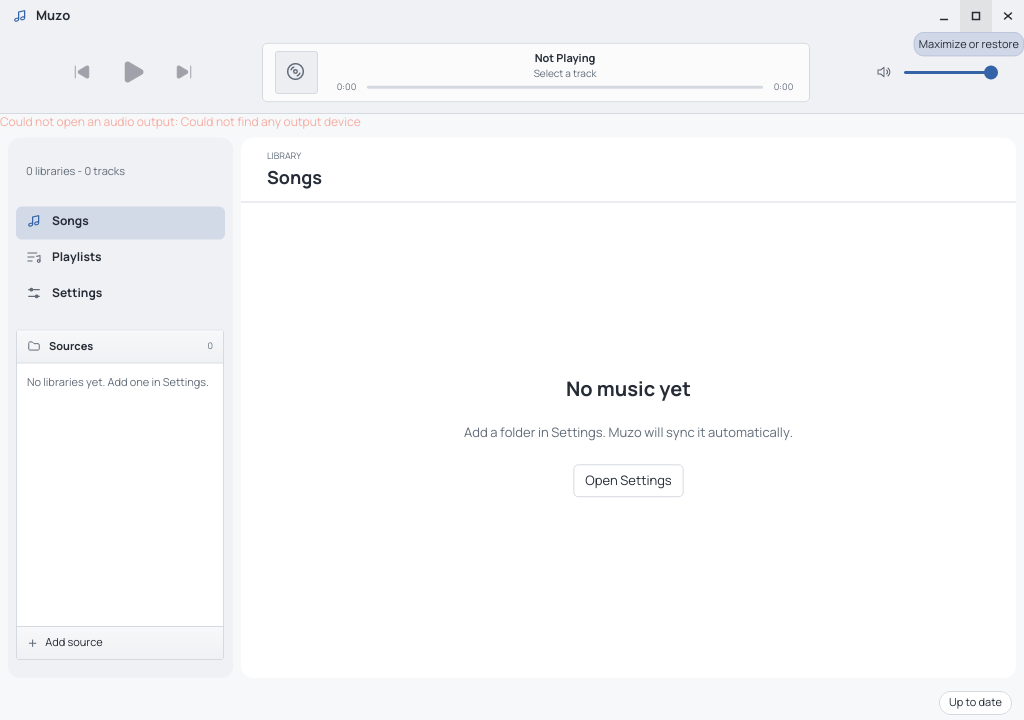 Muzo
Maximize or restore
Not Playing
Select a track
0:00
0:00
Could not open an audio output: Could not find any output device
0 libraries - 0 tracks
Songs
Playlists
Settings
Sources
0
No libraries yet. Add one in Settings.
Add source
LIBRARY
Songs
No music yet
Add a folder in Settings. Muzo will sync it automatically.
Open Settings
Up to date